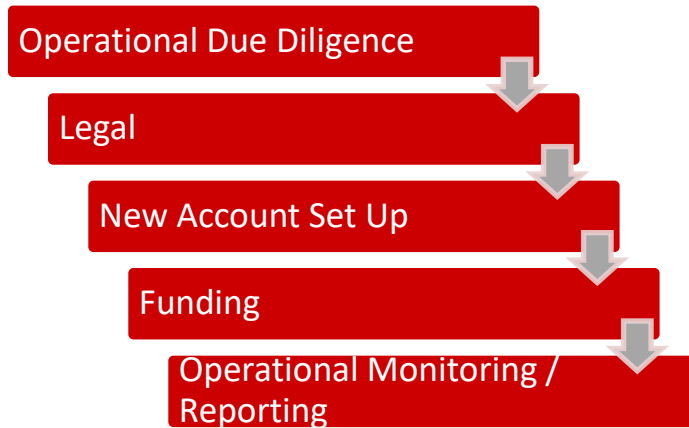 Operational Due Diligence
Legal
New Account Set Up
Funding
Operational Monitoring /
Reporting